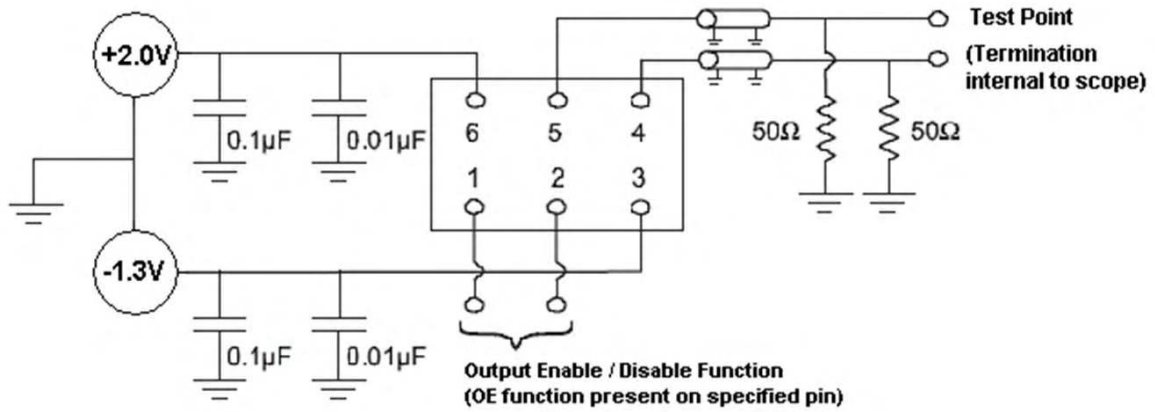 +2.0V
Test Point
(Termination
internal to scope)
0.1µF
0.01µF
6
5
4
50Ω
50Ω
1
2
3
-1.3V
0.1µF
0.01µF
Output Enable / Disable Function
(OE function present on specified pin)